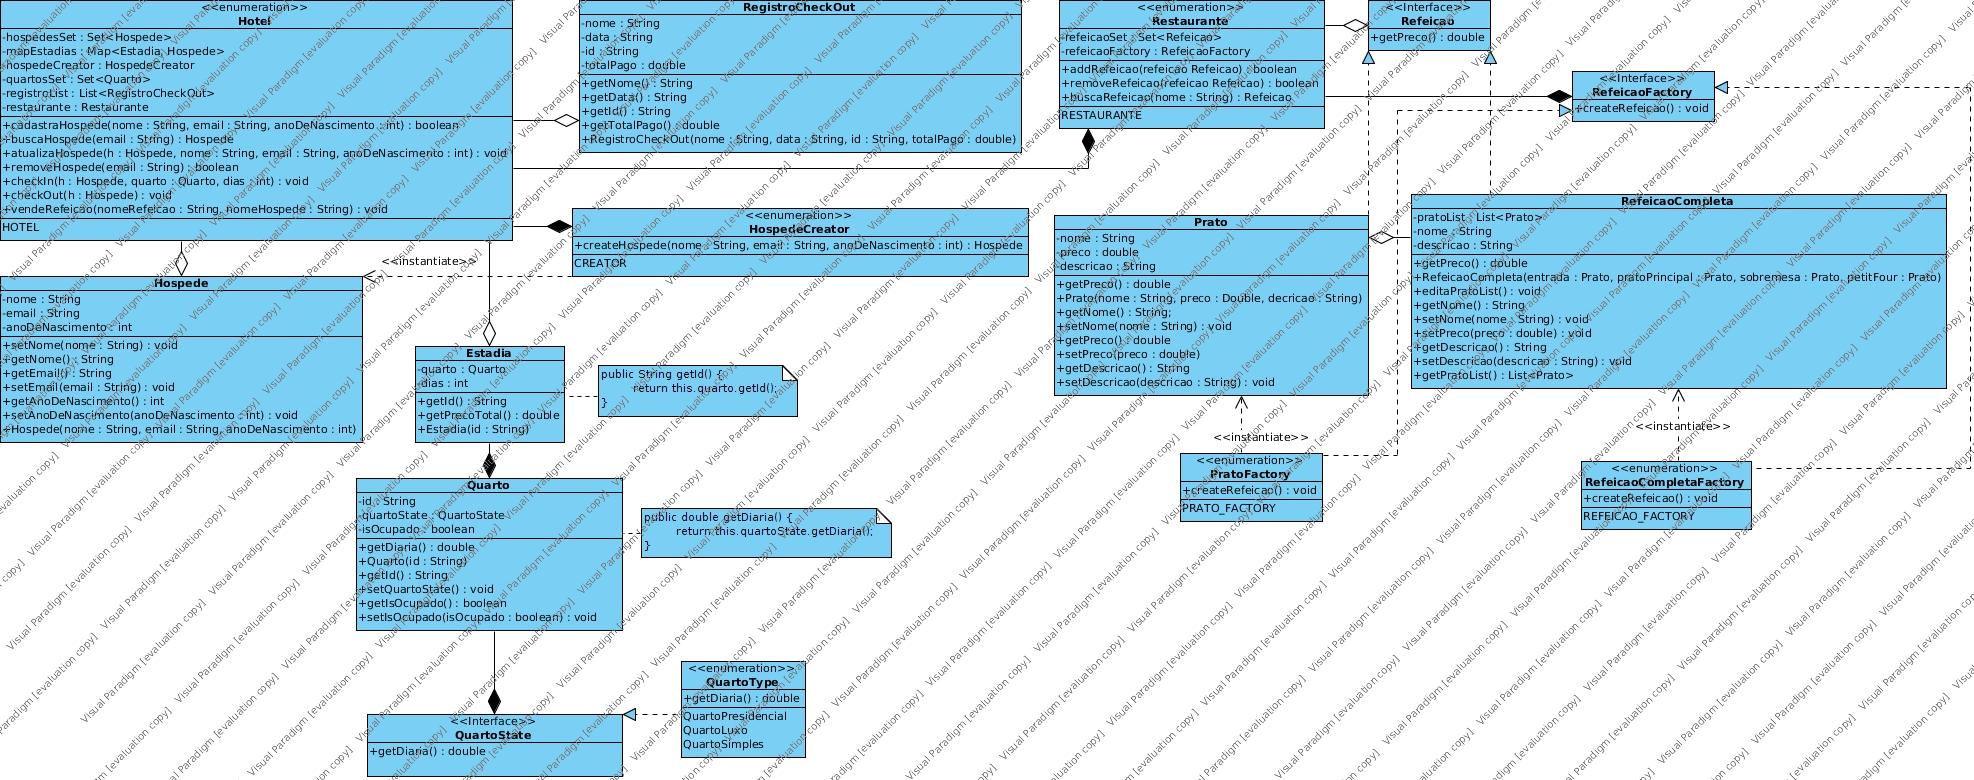 <<enumeration>>
Hotel
-hospedesSet : Set<Hospede>
-mapEstadias : Map<Estadia, Hospede>
-hospedeCreator : HospedeCreator
-quartosSet : Set<Quarto>
-registroList : List<RegistroCheckOut>
-restaurante : Restaurante
+cadastraHospede(nome : String, email : String, anoDeNascimento : int) : boolean
+buscaHospede(email : String) : Hospede
+atualizaHospede(h : Hospede, nome : String, email : String, anoDeNascimento : int) : void
+removeHospede(email : String) : boolean
+checkIn(h : Hospede, quarto : Quarto, dias : int) : void
+checkOut(h : Hospede) : void
+vendeRefeicao(nomeRefeicao : String, nomeHospede : String) : void
HOTEL
RegistroCheckOut
-nome : String
-data : String
-id : String
-totalPago : double
+getNome() : String
+getData() : String
+getId() : String
+getTotalPago() : double
+RegistroCheckOut(nome : String, data : String, id : String, totalPago : double)
<<enumeration>>
Restaurante
-refeicaoSet : Set<Refeicao>
-refeicaoFactory : RefeicaoFactory
+addRefeicao(refeicao Refeicao) : boolean
+removeRefeicao(refeicao Refeicao) : boolean
+buscaRefeicao(nome : String) : Refeicao
RESTAURANTE
<<Interface>>
Refeicao
+getPreco() : double
<<Interface>>
RefeicaoFactory
+createRefeicao() : void
<<enumeration>>
HospedeCreator
+createHospede(nome : String, email : String, anoDeNascimento : int) : Hospede
CREATOR
<<instantiate>>
Hospede
-nome : String
-email : String
-anoDeNascimento : int
+setNome(nome : String) : void
+getNome() : String
+getEmail() : String
+setEmail(email : String) : void
+getAnoDeNascimento() : int
+setAnoDeNascimento(anoDeNascimento : int) : void
+Hospede(nome : String, email : String, anoDeNascimento : int)
Estadia
-quarto : Quarto
-dias : int
+getId() : String
+getPrecoTotal() : double
+Estadia(id : String)
public String getId() {
return this.quarto.getId();
}
Prato
-nome : String
-preco : double
-descricao : String
+getPreco() : double
+Prato(nome : String, preco : Double, decricao : String)
+getNome() : String;
+setNome(nome : String) : void
+getPreco() : double
+setPreco(preco : double)
+getDescricao() : String
+setDescricao(descricao : String) : void
RefeicaoCompleta
-pratoList : List<Prato>
-nome : String
-descricao : String
+getPreco() : double
+RefeicaoCompleta(entrada : Prato, pratoPrincipal : Prato, sobremesa : Prato, petitFour : Prato)
+editaPratoList() : void
+getNome() : String
+setNome(nome : String) : void
+setPreco(preco : double) : void
+getDescricao() : String
+setDescricao(descricao : String) : void
+getPratoList() : List<Prato>
<<instantiate>>
<<instantiate>>
<<enumeration>>
PratoFactory
+createRefeicao() : void
PRATO_FACTORY
<<enumeration>>
RefeicaoCompletaFactory
+createRefeicao() : void
REFEICAO_FACTORY
Quarto
-id : String
-quartoState : QuartoState
-isOcupado : boolean
+getDiaria() : double
+Quarto(id : String)
+getId() : String
+setQuartoState() : void
+getIsOcupado() : boolean
+setIsOcupado(isOcupado : boolean) : void
public double getDiaria() {
return this.quartoState.getDiaria();
}
<<enumeration>>
QuartoType
+getDiaria() : double
QuartoPresidencial
QuartoLuxo
QuartoSimples
<<Interface>>
QuartoState
+getDiaria() : double